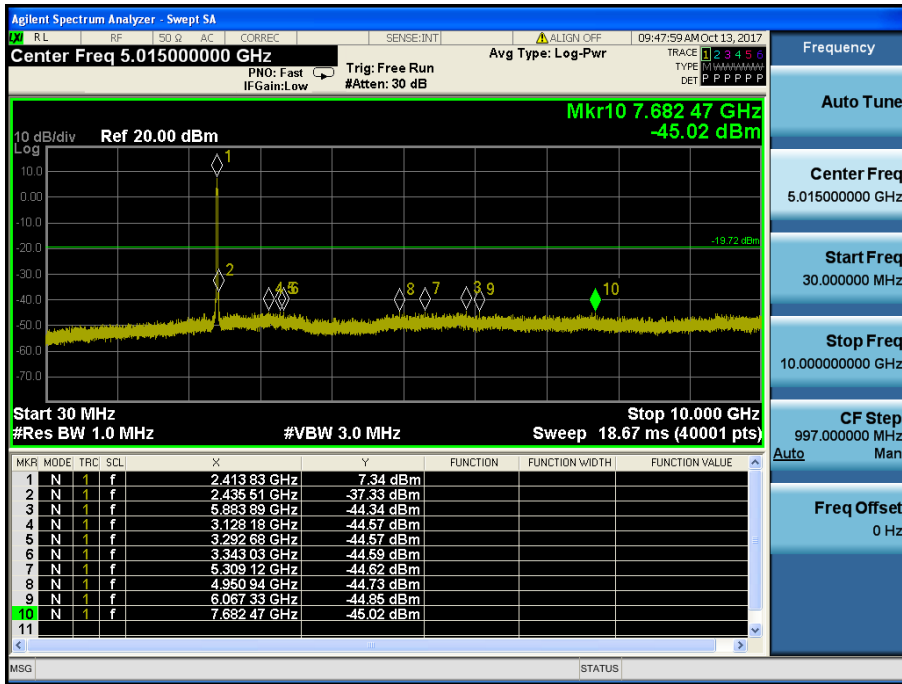 Agilent Spectrum Analyzer - Swept SA
LXI RL RF 50 Ω AC CORREC SENSE:INT ALIGN OFF 09:47:59 AM Oct 13, 2017
Center Freq 5.015000000 GHz
PNO: Fast
IFGain:Low
Trig: Free Run
#Atten: 30 dB
Avg Type: Log-Pwr
TRACE 1 2 3 4 5 6
TYPE M W W W W W
DET P P P P P P
Mkr10 7.682 47 GHz
-45.02 dBm
10 dB/div Ref 20.00 dBm
Log
10.0
0.00
-10.0
-20.0
-30.0
-40.0
-50.0
-60.0
-70.0
-19.72 dBm
1
2
4 5 6 8 7 3 9 10
Start 30 MHz Stop 10.000 GHz
#Res BW 1.0 MHz #VBW 3.0 MHz Sweep 18.67 ms (40001 pts)
MKR MODE TRC SCL X Y FUNCTION FUNCTION WIDTH FUNCTION VALUE
1 N 1 f 2.413 83 GHz 7.34 dBm
2 N 1 f 2.435 51 GHz -37.33 dBm
3 N 1 f 5.883 89 GHz -44.34 dBm
4 N 1 f 3.128 18 GHz -44.57 dBm
5 N 1 f 3.292 68 GHz -44.57 dBm
6 N 1 f 3.343 03 GHz -44.59 dBm
7 N 1 f 5.309 12 GHz -44.62 dBm
8 N 1 f 4.950 94 GHz -44.73 dBm
9 N 1 f 6.067 33 GHz -44.85 dBm
10 N 1 f 7.682 47 GHz -45.02 dBm
11
MSG STATUS
Frequency
Auto Tune
Center Freq
5.015000000 GHz
Start Freq
30.000000 MHz
Stop Freq
10.000000000 GHz
CF Step
997.000000 MHz
Auto Man
Freq Offset
0 Hz